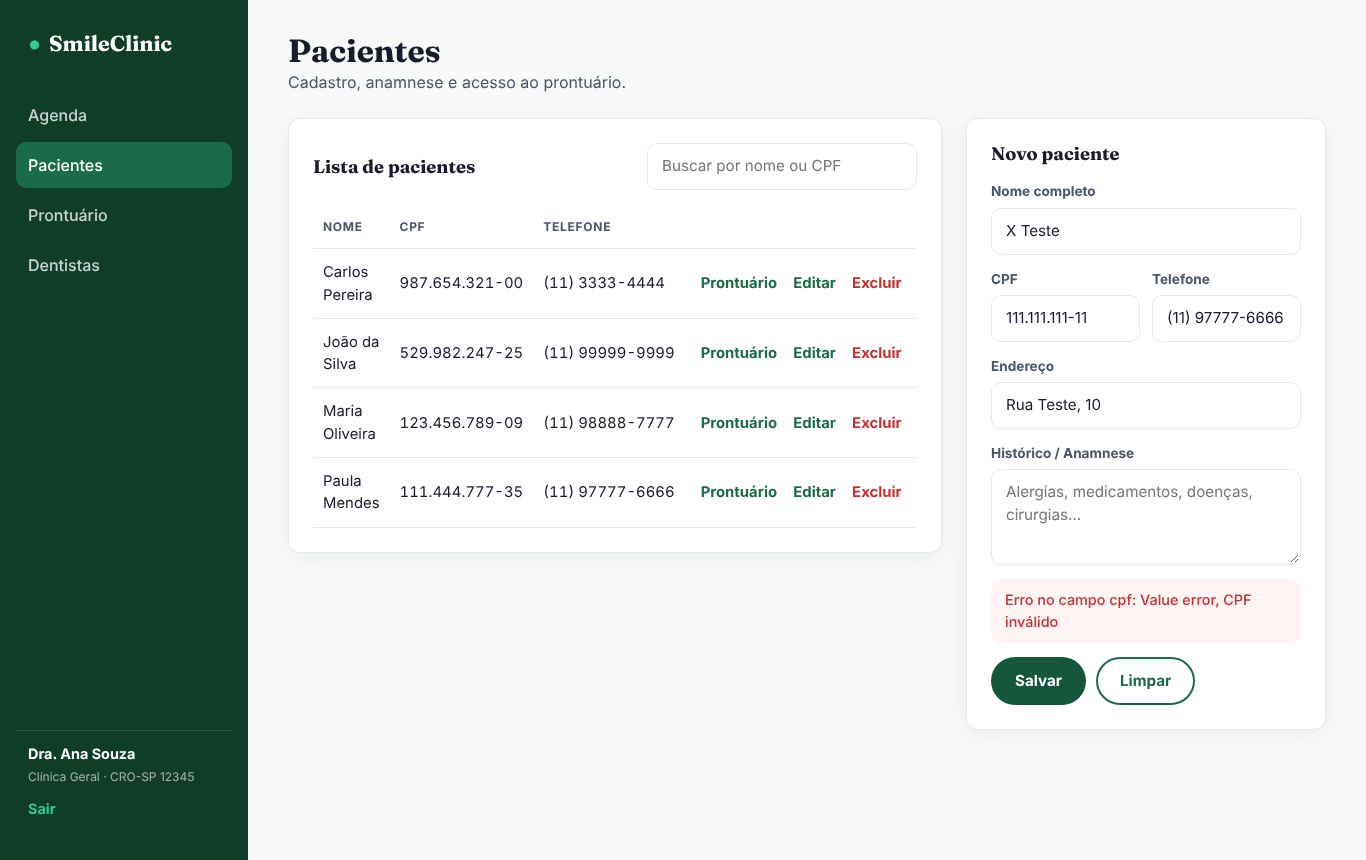 SmileClinic
Agenda
Pacientes
Prontuário
Dentistas
Dra. Ana Souza
Clínica Geral · CRO-SP 12345
Sair
Pacientes
Cadastro, anamnese e acesso ao prontuário.
Lista de pacientes
Buscar por nome ou CPF
NOME CPF TELEFONE
Carlos
Pereira
987.654.321-00 (11) 3333-4444 Prontuário Editar Excluir
João da
Silva
529.982.247-25 (11) 99999-9999 Prontuário Editar Excluir
Maria
Oliveira
123.456.789-09 (11) 98888-7777 Prontuário Editar Excluir
Paula
Mendes
111.444.777-35 (11) 97777-6666 Prontuário Editar Excluir
Novo paciente
Nome completo
X Teste
CPF Telefone
111.111.111-11 (11) 97777-6666
Endereço
Rua Teste, 10
Histórico / Anamnese
Alergias, medicamentos, doenças,
cirurgias...
Erro no campo cpf: Value error, CPF
inválido
Salvar Limpar